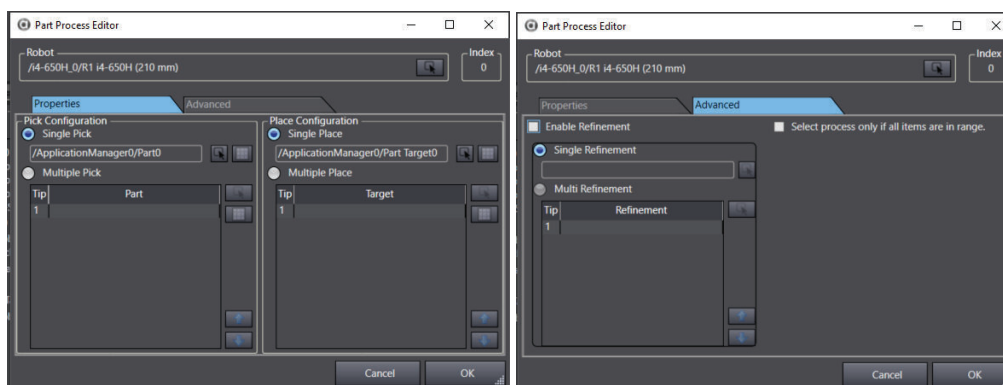 Part Process Editor
Robot
/i4-650H_0/R1 i4-650H (210 mm)
Index
0
Properties
Advanced
Pick Configuration
Single Pick
/ApplicationManager0/Part0
Multiple Pick
Tip Part
1
Place Configuration
Single Place
/ApplicationManager0/Part Target0
Multiple Place
Tip Target
1
Cancel
OK
Part Process Editor
Robot
/i4-650H_0/R1 i4-650H (210 mm)
Index
0
Properties
Advanced
Enable Refinement
Select process only if all items are in range.
Single Refinement
Multi Refinement
Tip Refinement
1
Cancel
OK